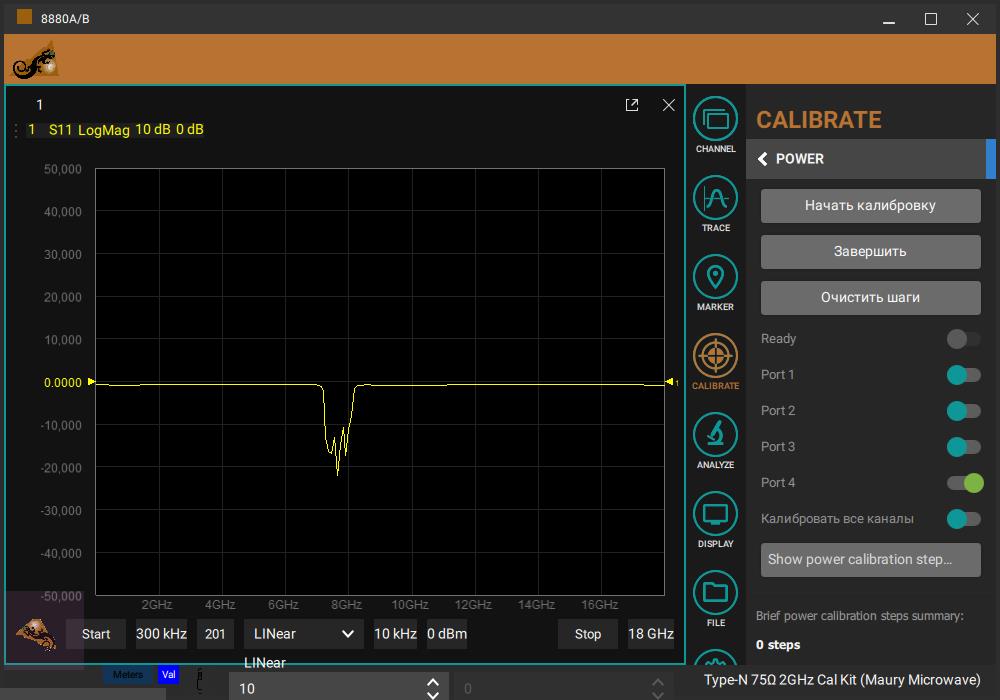 8880A/B
1
1 S11 LogMag 10 dB 0 dB
50,000
40,000
30,000
20,000
10,000
0.0000
-10,000
-20,000
-30,000
-40,000
-50,000
1
2GHz 4GHz 6GHz 8GHz 10GHz 12GHz 14GHz 16GHz
Start 300 kHz 201 LINear 10 kHz 0 dBm Stop 18 GHz
LINear
Meters Val
10 0
CHANNEL
TRACE
MARKER
CALIBRATE
ANALYZE
DISPLAY
FILE
CALIBRATE
POWER
Начать калибровку
Завершить
Очистить шаги
Ready
Port 1
Port 2
Port 3
Port 4
Калибровать все каналы
Show power calibration step...
Brief power calibration steps summary:
0 steps
Type-N 75Ω 2GHz Cal Kit (Maury Microwave)